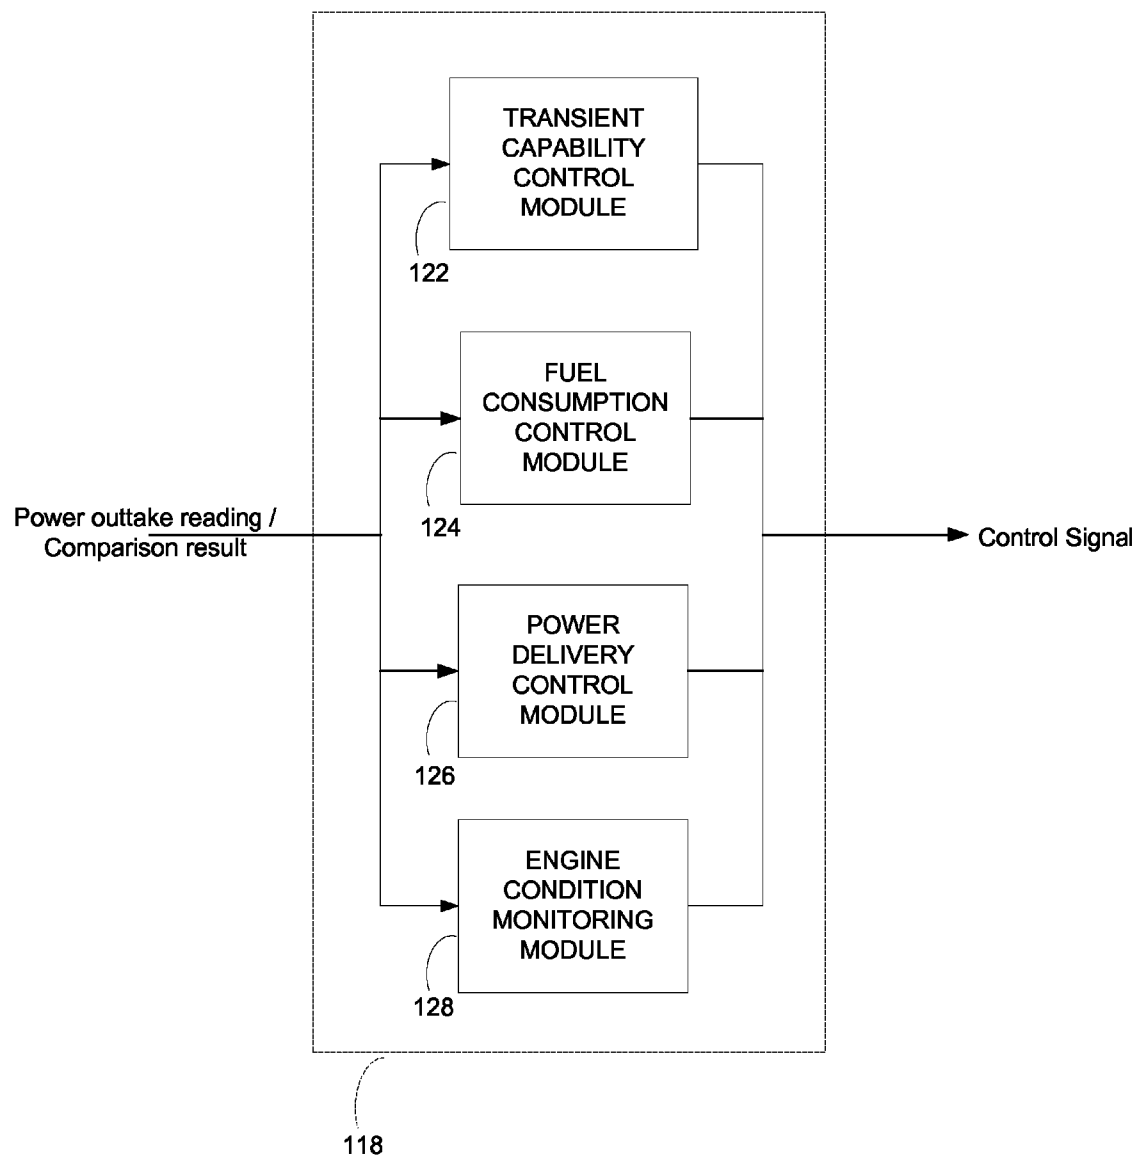 TRANSIENT
CAPABILITY
CONTROL
MODULE
122
FUEL
CONSUMPTION
CONTROL
MODULE
124
Power outtake reading /
Comparison result
Control Signal
POWER
DELIVERY
CONTROL
MODULE
126
ENGINE
CONDITION
MONITORING
MODULE
128
118